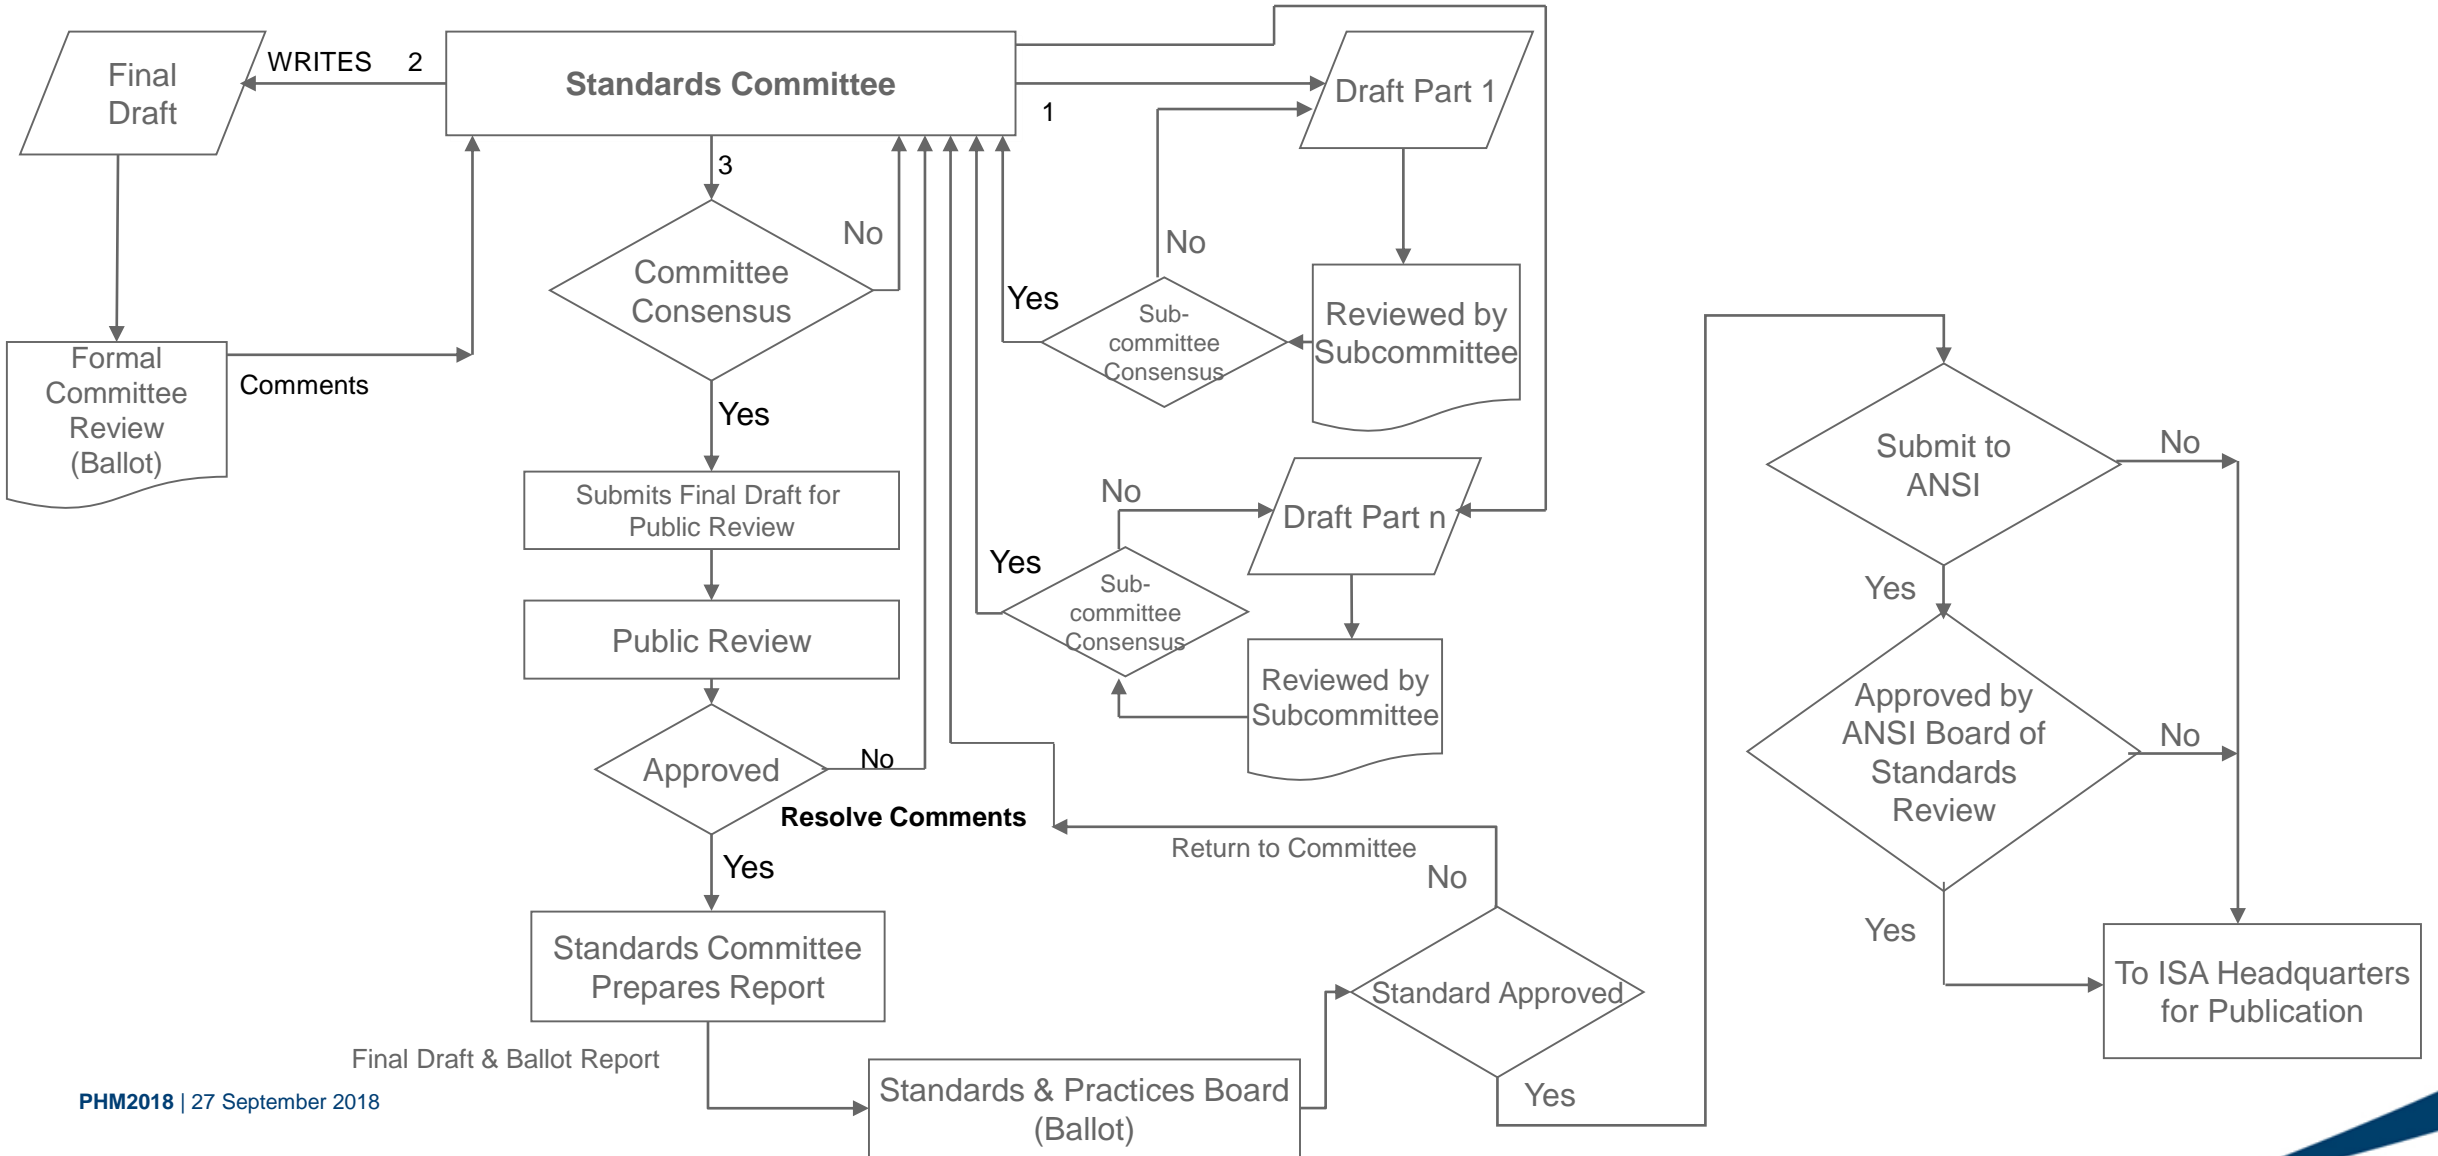 Final
Draft
WRITES 2
Standards Committee
1
Draft Part 1
3
No
Committee
Consensus
No
Yes
Sub-
committee
Consensus
Reviewed by
Subcommittee
Formal
Committee
Review
(Ballot)
Comments
Yes
Submits Final Draft for
Public Review
Public Review
No
Draft Part n
Yes
Sub-
committee
Consensus
Reviewed by
Subcommittee
Approved
No
Resolve Comments
Yes
Return to Committee
No
Standards Committee
Prepares Report
Final Draft & Ballot Report
Standards & Practices Board
(Ballot)
Standard Approved
Yes
Submit to
ANSI
No
Yes
Approved by
ANSI Board of
Standards
Review
No
Yes
To ISA Headquarters
for Publication
PHM2018 | 27 September 2018